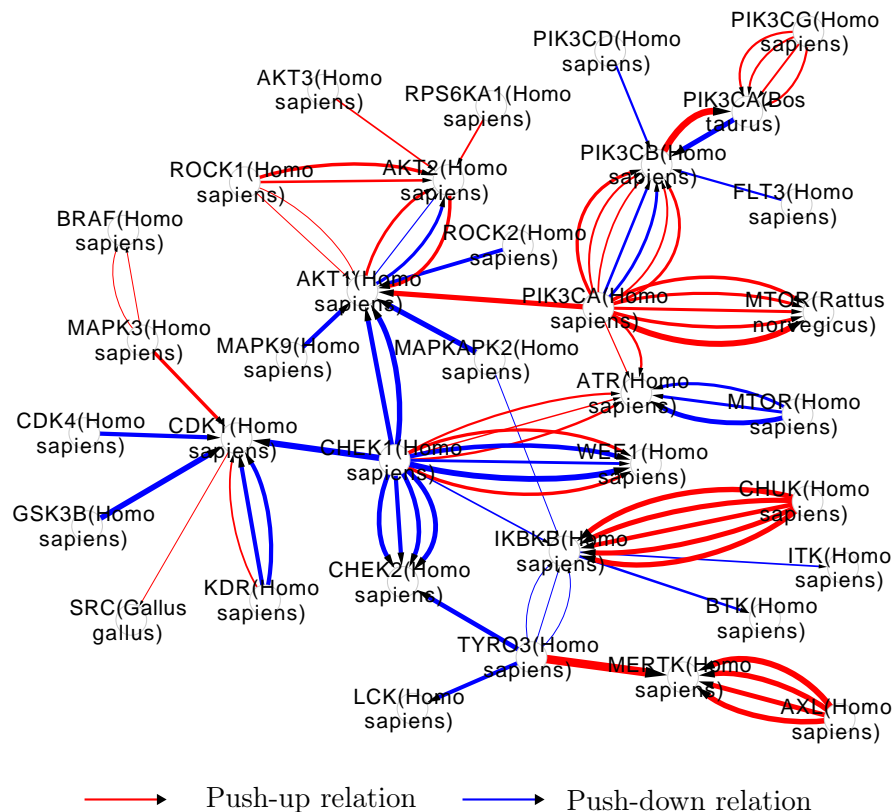 PIK3CG(Homo
sapiens)
PIK3CD(Homo
sapiens)
AKT3(Homo
sapiens)
RPS6KA1(Homo
sapiens)
PIK3CA(Bos
taurus)
ROCK1(Homo
sapiens)
AKT2(Homo
sapiens)
PIK3CB(Homo
sapiens)
FLT3(Homo
sapiens)
BRAF(Homo
sapiens)
ROCK2(Homo
sapiens)
AKT1(Homo
sapiens)
PIK3CA(Homo
sapiens)
MTOR(Rattus
norvegicus)
MAPK3(Homo
sapiens)
MAPK9(Homo
sapiens)
MAPKAPK2(Homo
sapiens)
ATR(Homo
sapiens)
MTOR(Homo
sapiens)
CDK4(Homo
sapiens)
CDK1(Homo
sapiens)
CHEK1(Homo
sapiens)
WEE1(Homo
sapiens)
CHUK(Homo
sapiens)
GSK3B(Homo
sapiens)
IKBKB(Homo
sapiens)
ITK(Homo
sapiens)
CHEK2(Homo
sapiens)
KDR(Homo
sapiens)
SRC(Gallus
gallus)
BTK(Homo
sapiens)
TYRO3(Homo
sapiens)
MERTK(Homo
sapiens)
LCK(Homo
sapiens)
AXL(Homo
sapiens)
Push-up relation
Push-down relation